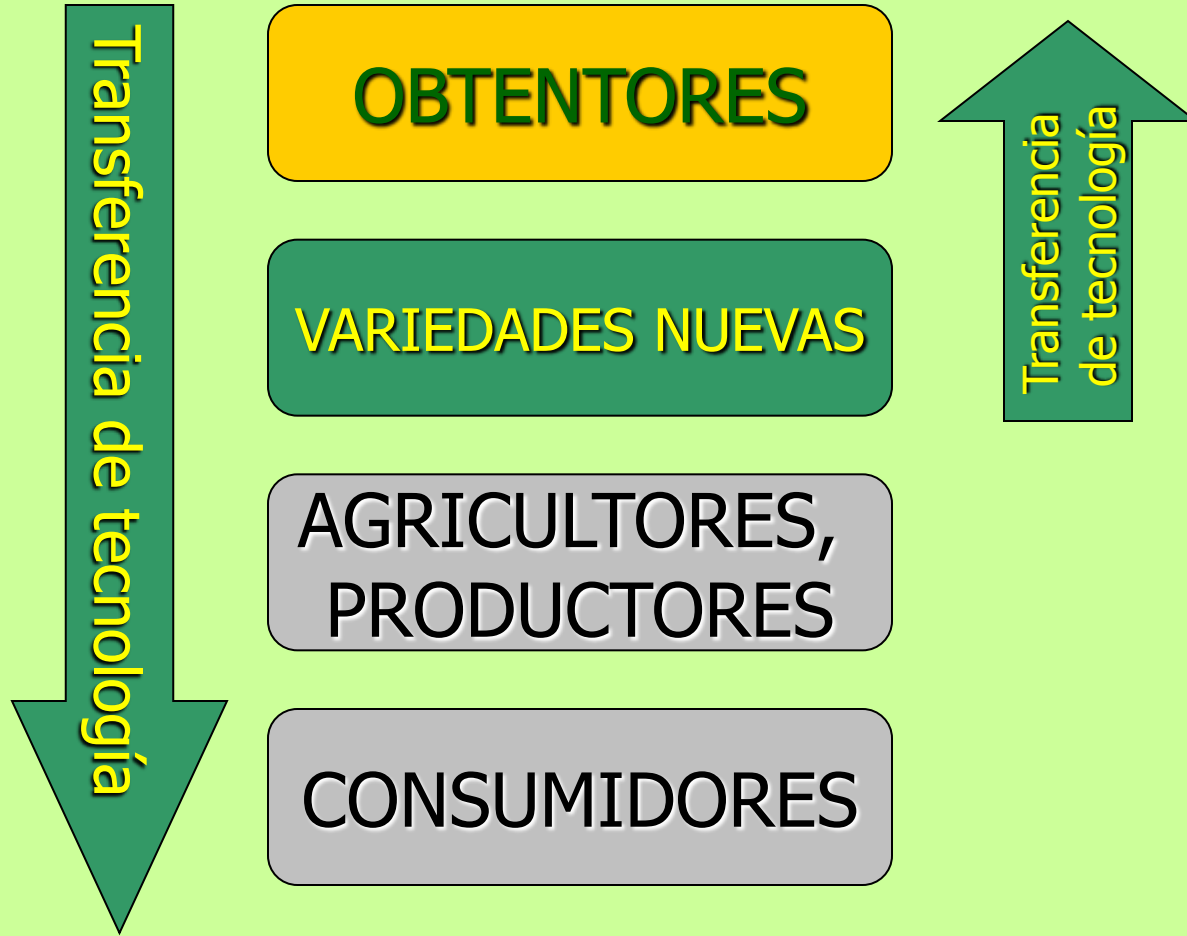 Transferencia de tecnología
OBTENTORES
VARIEDADES NUEVAS
AGRICULTORES,
PRODUCTORES
CONSUMIDORES
Transferencia
de tecnología